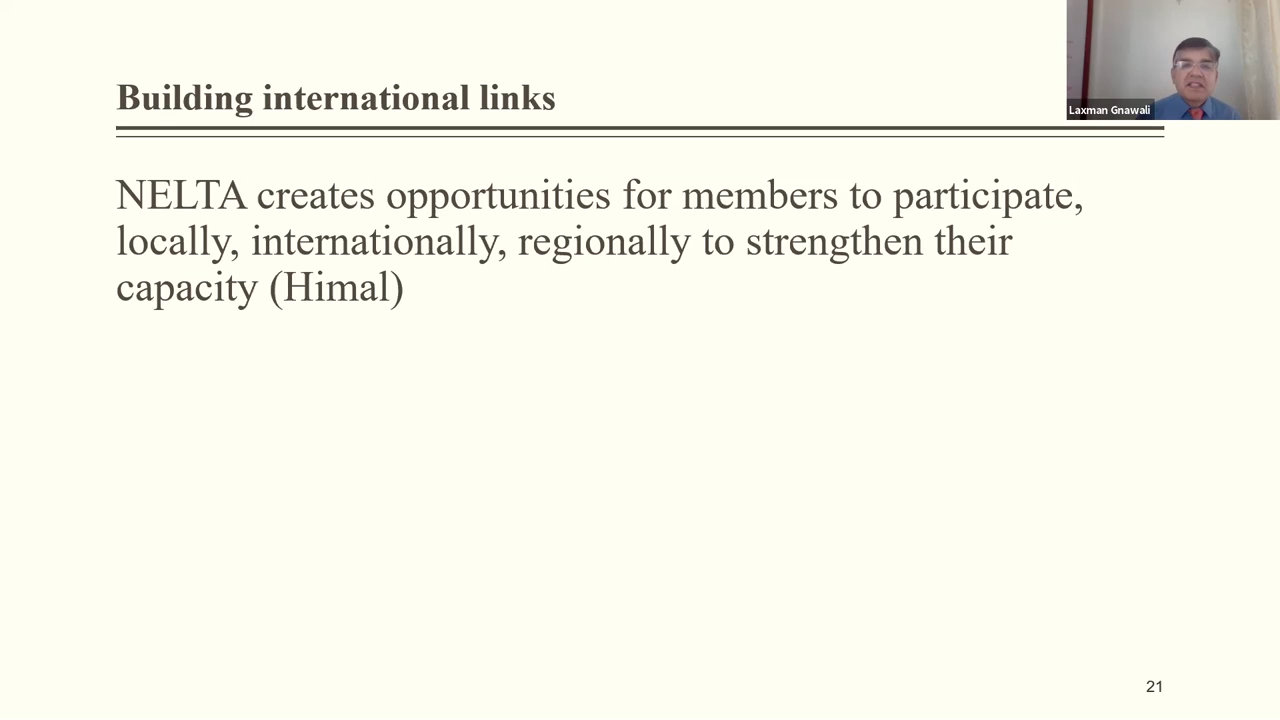 Building international links
Laxman Gnawali
NELTA creates opportunities for members to participate,
locally, internationally, regionally to strengthen their
capacity (Himal)
21